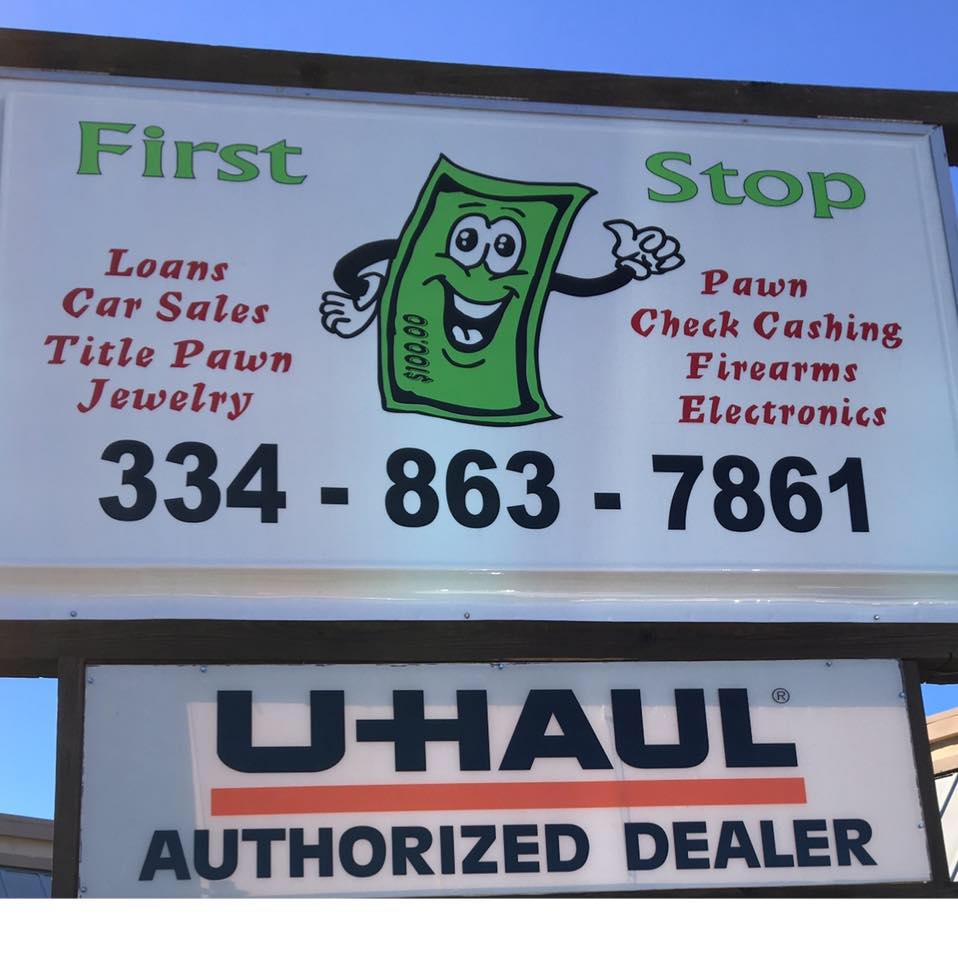 First Stop
Loans
Car Sales
Title Pawn
Jewelry
$100.00
Pawn
Check Cashing
Firearms
Electronics
334 - 863 - 7861
U-HAUL®
AUTHORIZED DEALER